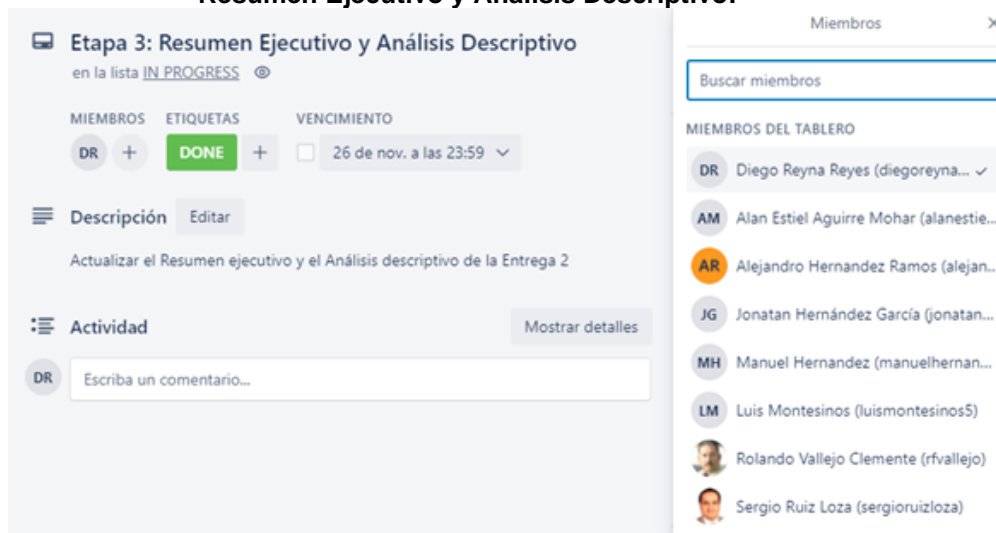 Resumen Ejecutivo y Análisis Descriptivo:
Etapa 3: Resumen Ejecutivo y Análisis Descriptivo
en la lista IN PROGRESS
MIEMBROS ETIQUETAS VENCIMIENTO
DR + DONE + 26 de nov. a las 23:59
Descripción Editar
Actualizar el Resumen ejecutivo y el Análisis descriptivo de la Entrega 2
Actividad Mostrar detalles
DR Escriba un comentario...
Miembros
Buscar miembros
MIEMBROS DEL TABLERO
DR Diego Reyna Reyes (diegoreyna...
AM Alan Estiel Aguirre Mohar (alanestie...
AR Alejandro Hernandez Ramos (alejan...
JG Jonatan Hernández García (jonatan...
MH Manuel Hernandez (manuelhernan...
LM Luis Montesinos (luismontesinos5)
Rolando Vallejo Clemente (rfvallejo)
Sergio Ruiz Loza (sergioruizloza)